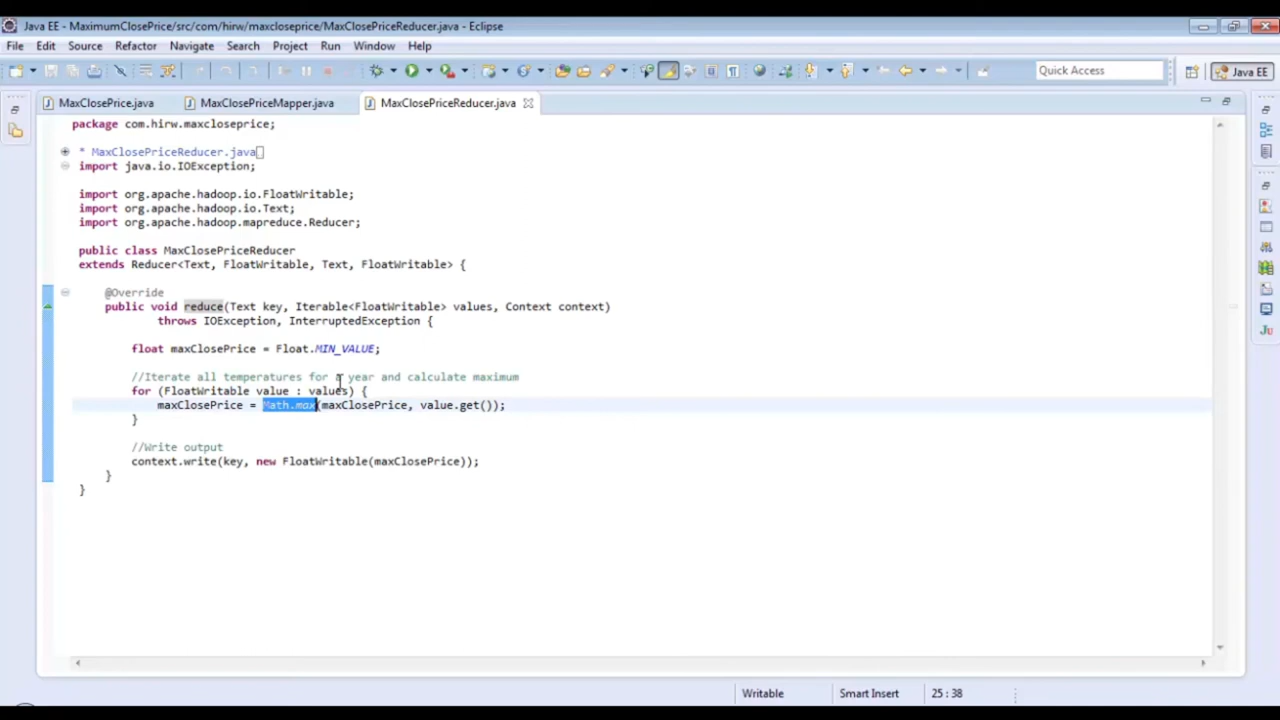 Java EE - MaximumClosePrice/src/com/hirw/maxcloseprice/MaxClosePriceReducer.java - Eclipse
File Edit Source Refactor Navigate Search Project Run Window Help
Quick Access Java EE
MaxClosePrice.java MaxClosePriceMapper.java MaxClosePriceReducer.java
package com.hirw.maxcloseprice;
* MaxClosePriceReducer.java
import java.io.IOException;
import org.apache.hadoop.io.FloatWritable;
import org.apache.hadoop.io.Text;
import org.apache.hadoop.mapreduce.Reducer;
public class MaxClosePriceReducer
extends Reducer<Text, FloatWritable, Text, FloatWritable> {
@Override
public void reduce(Text key, Iterable<FloatWritable> values, Context context)
throws IOException, InterruptedException {
float maxClosePrice = Float.MIN_VALUE;
//Iterate all temperatures for a year and calculate maximum
for (FloatWritable value : values) {
maxClosePrice = Math.max(maxClosePrice, value.get());
}
//Write output
context.write(key, new FloatWritable(maxClosePrice));
}
}
Writable Smart Insert 25 : 38